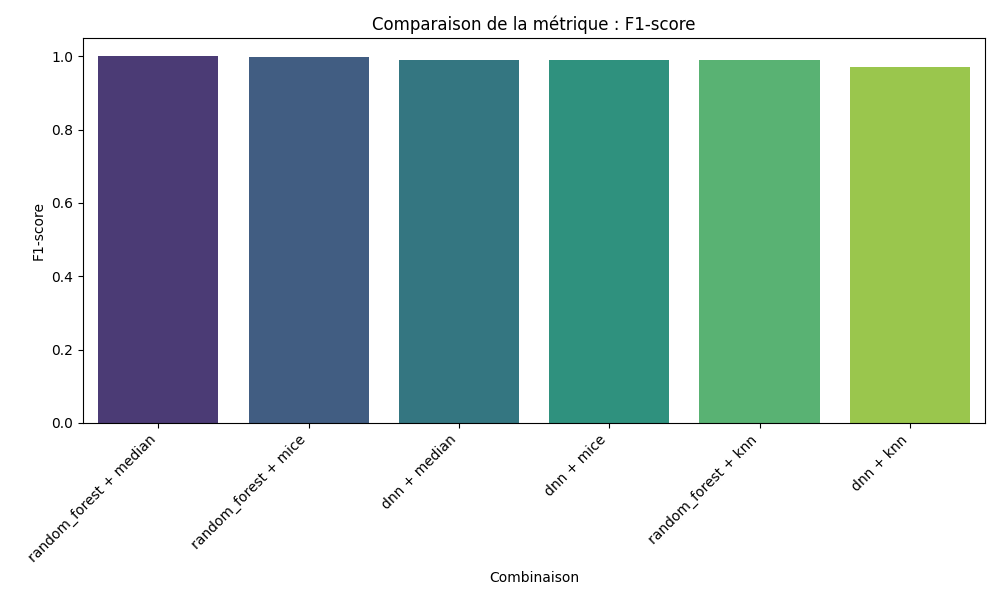 Comparaison de la métrique : F1-score
F1-score
1.0
0.8
0.6
0.4
0.2
0.0
random_forest + median
random_forest + mice
dnn + median
dnn + mice
random_forest + knn
dnn + knn
Combinaison